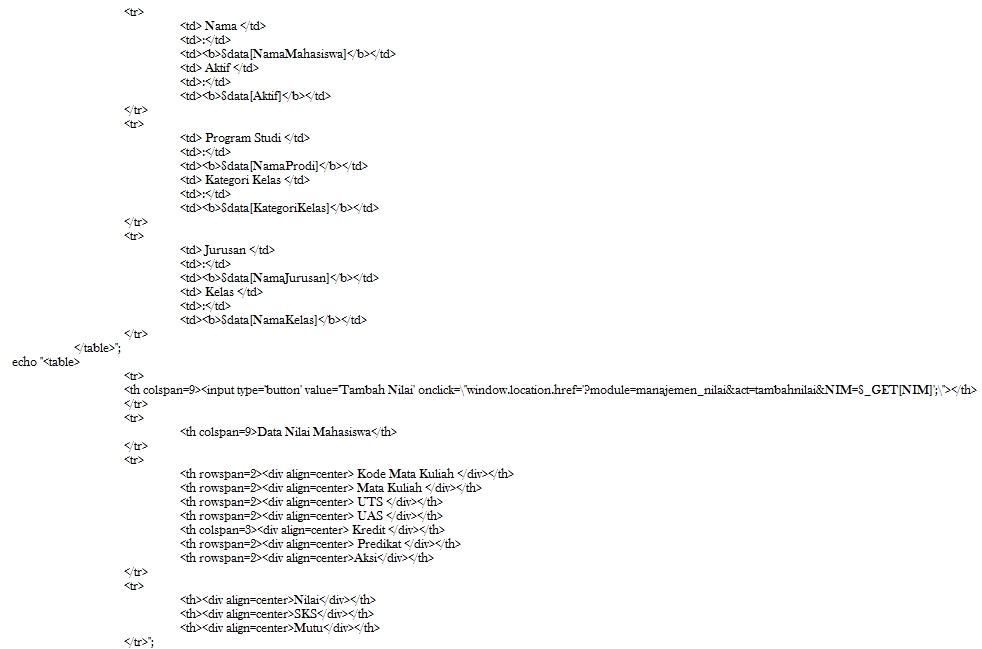 <tr>
<td> Nama </td>
<td>:</td>
<td><b>$data[NamaMahasiswa]</b></td>
<td> Aktif </td>
<td>:</td>
<td><b>$data[Aktif]</b></td>
</tr>
<tr>
<td> Program Studi </td>
<td>:</td>
<td><b>$data[NamaProdi]</b></td>
<td> Kategori Kelas </td>
<td>:</td>
<td><b>$data[KategoriKelas]</b></td>
</tr>
<tr>
<td> Jurusan </td>
<td>:</td>
<td><b>$data[NamaJurusan]</b></td>
<td> Kelas </td>
<td>:</td>
<td><b>$data[NamaKelas]</b></td>
</tr>
</table>";
echo "<table>
<tr>
<th colspan=9><input type='button' value='Tambah Nilai' onclick=\"window.location.href='?module=manajemen_nilai&act=tambahnilai&NIM=$_GET[NIM]';\"></th>
</tr>
<tr>
<th colspan=9>Data Nilai Mahasiswa</th>
</tr>
<tr>
<th rowspan=2><div align=center> Kode Mata Kuliah </div></th>
<th rowspan=2><div align=center> Mata Kuliah </div></th>
<th rowspan=2><div align=center> UTS </div></th>
<th rowspan=2><div align=center> UAS </div></th>
<th colspan=3><div align=center> Kredit </div></th>
<th rowspan=2><div align=center> Predikat </div></th>
<th rowspan=2><div align=center>Aksi</div></th>
</tr>
<tr>
<th><div align=center>Nilai</div></th>
<th><div align=center>SKS</div></th>
<th><div align=center>Mutu</div></th>
</tr>";